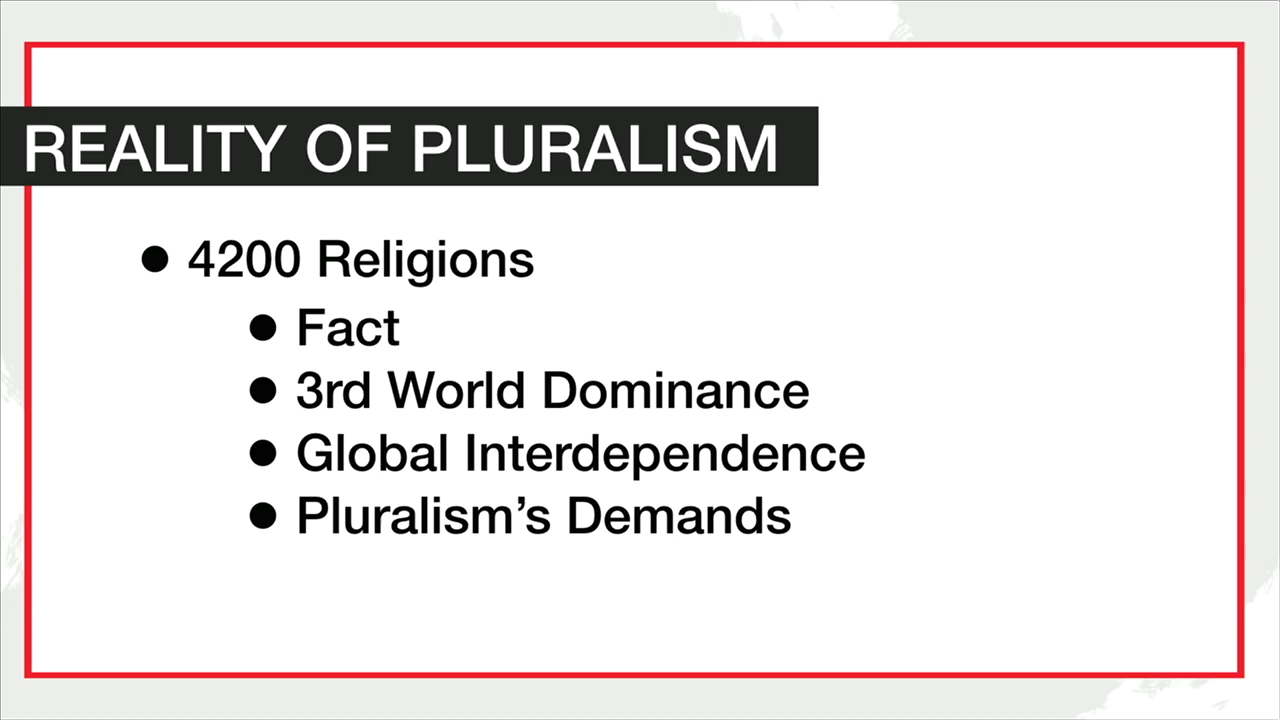 REALITY OF PLURALISM
● 4200 Religions
● Fact
● 3rd World Dominance
● Global Interdependence
● Pluralism’s Demands